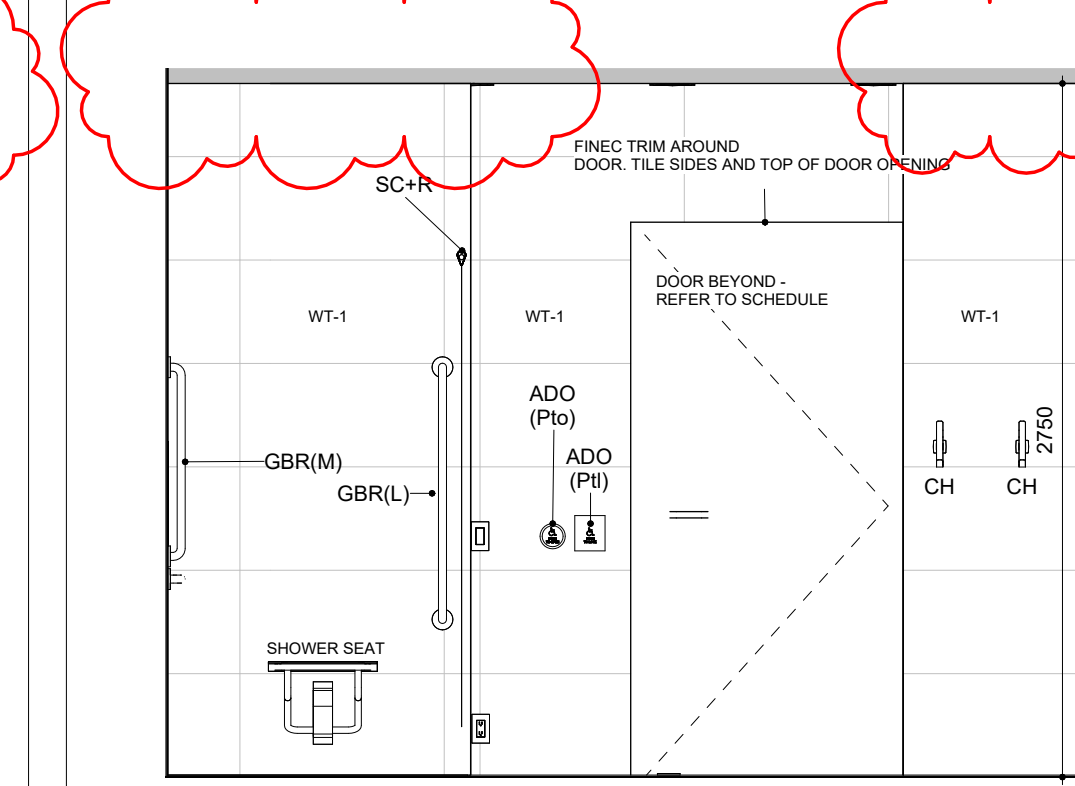 FINEC TRIM AROUND
DOOR. TILE SIDES AND TOP OF DOOR OPENING
SC+R
DOOR BEYOND -
REFER TO SCHEDULE
WT-1
WT-1
WT-1
ADO
(Pto)
ADO
(Ptl)
2750
GBR(M)
GBR(L)
CH
CH
SHOWER SEAT